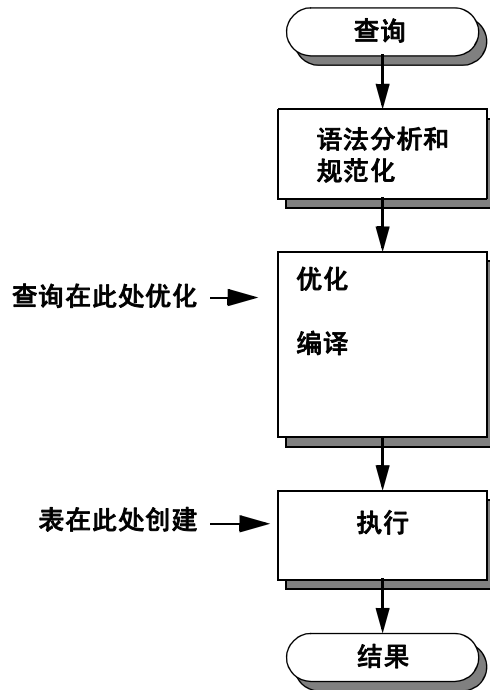 查询
语法分析和
规范化
查询在此处优化
优化
编译
表在此处创建
执行
结果